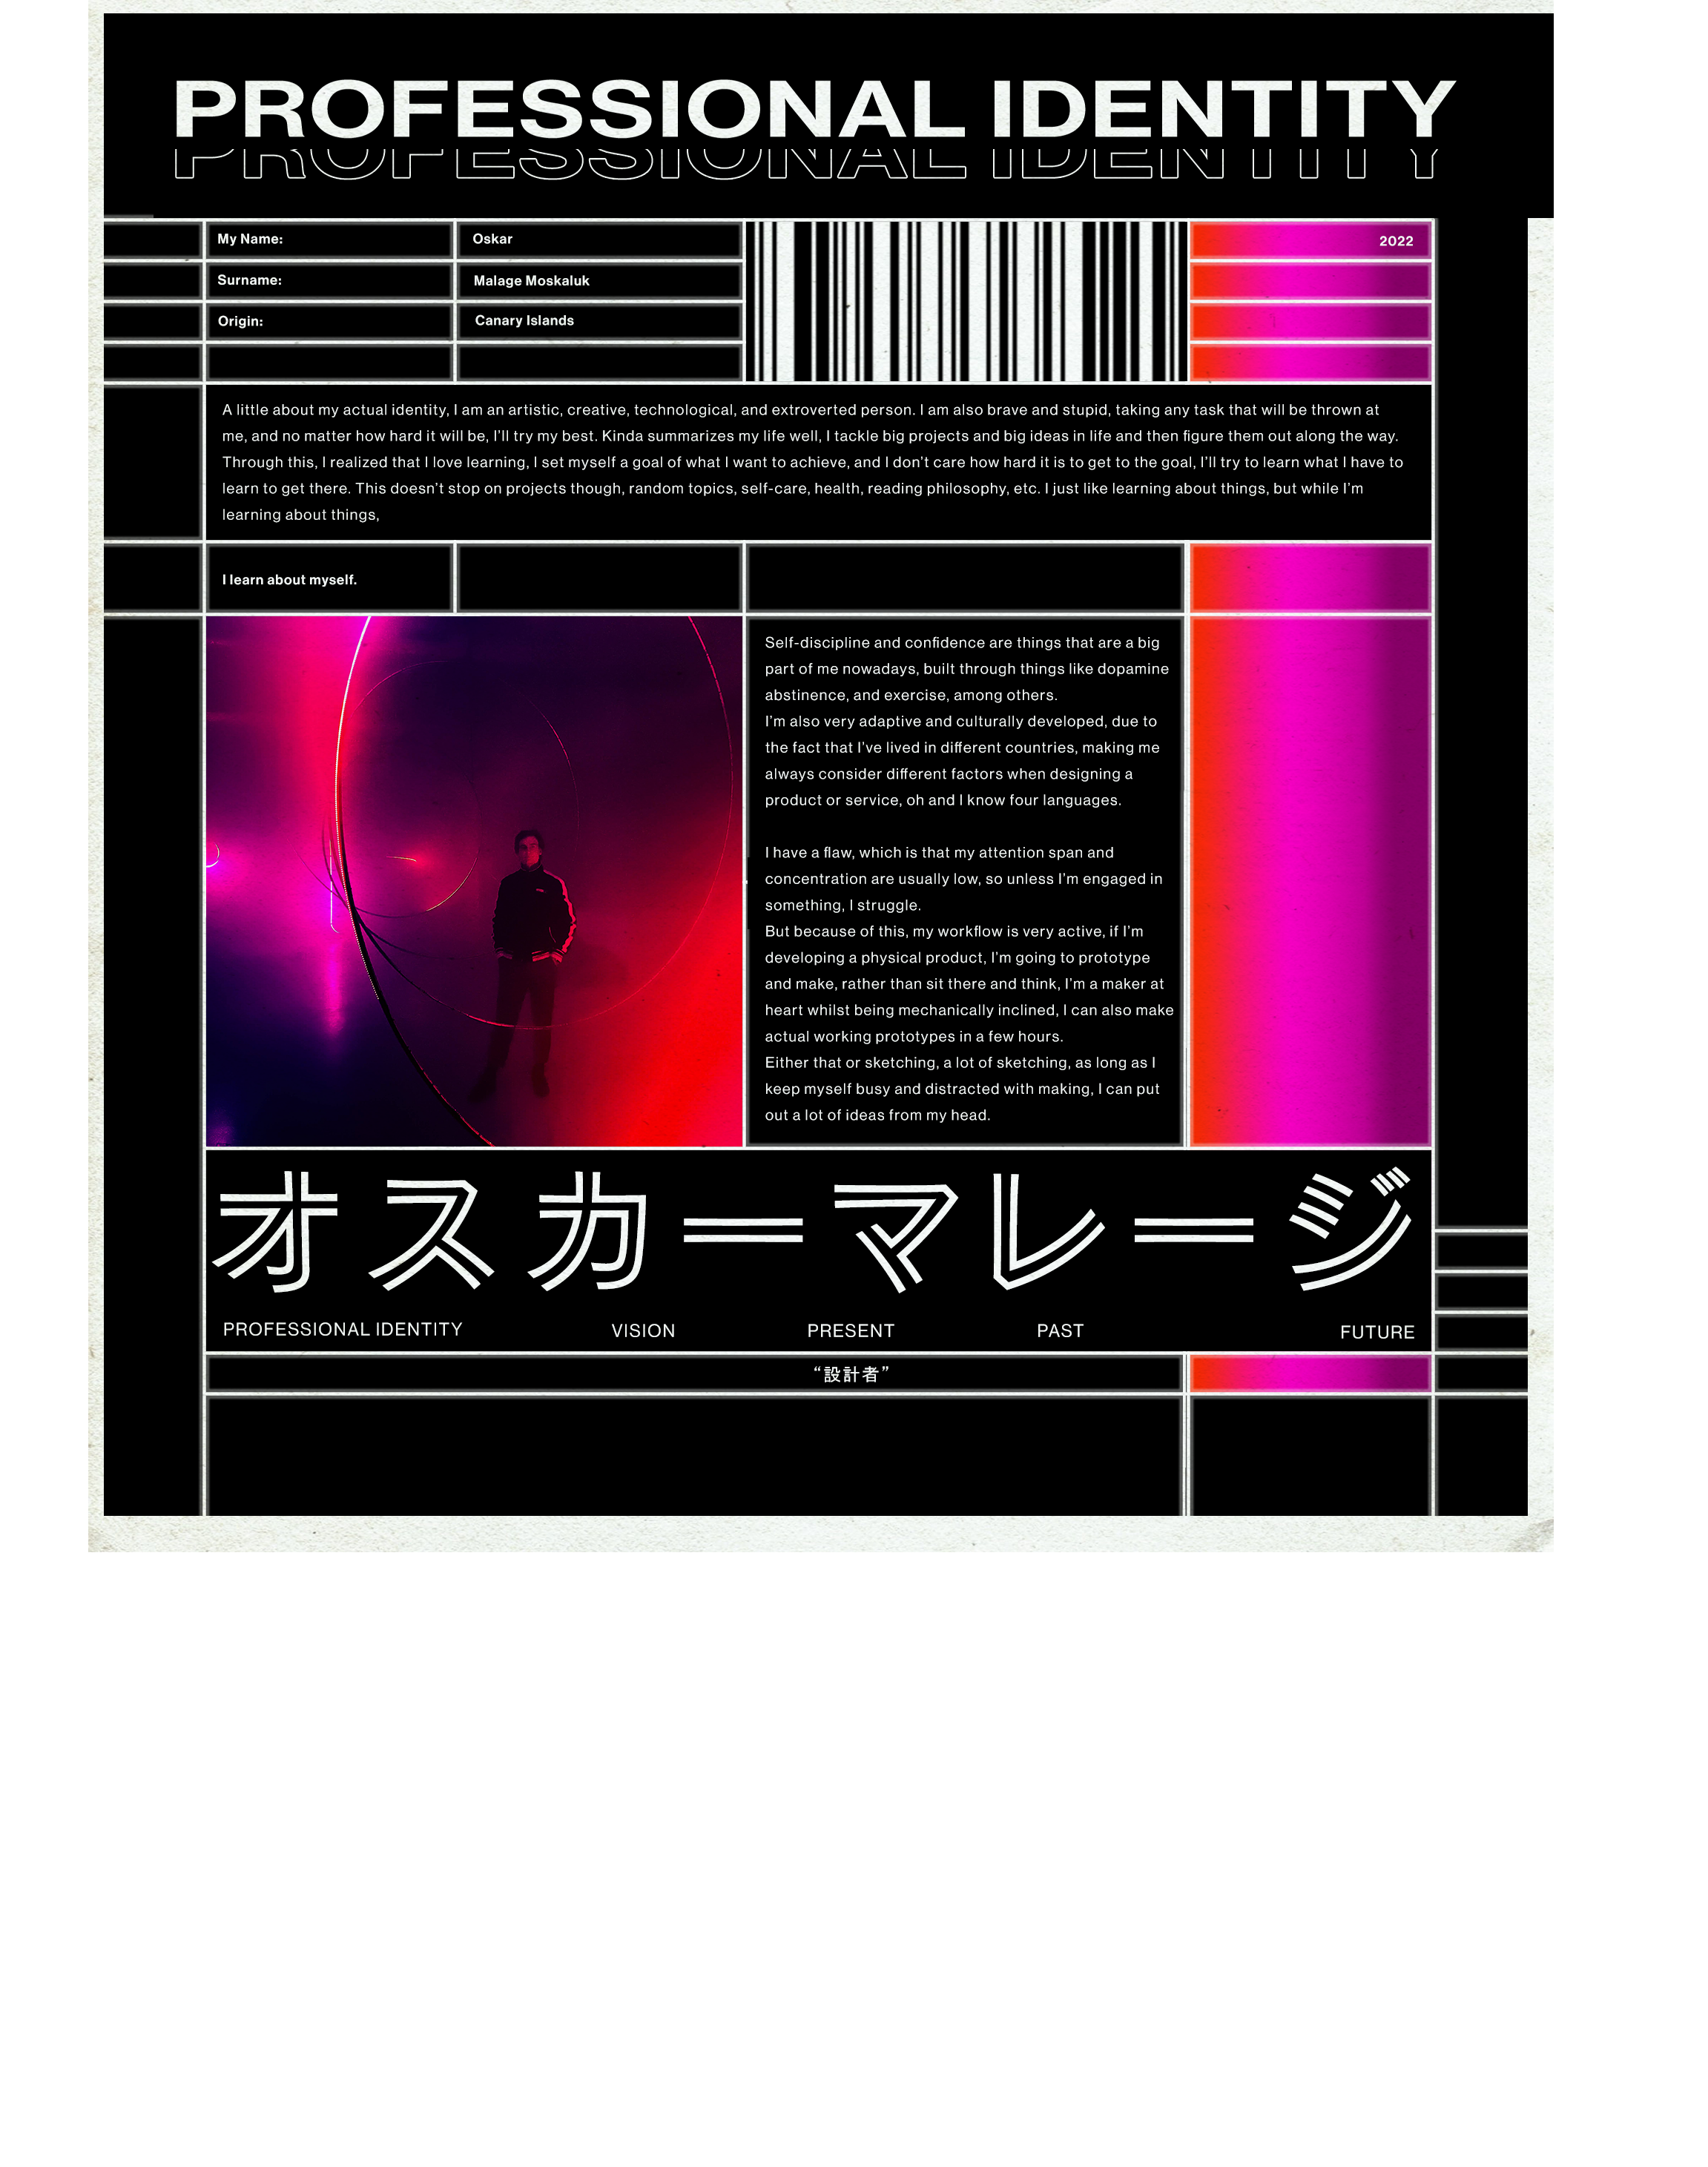 PROFESSIONAL IDENTITY
PROFESSIONAL IDENTITY
My Name:
Oskar
2022
Surname:
Malage Moskaluk
Origin:
Canary Islands
A little about my actual identity, I am an artistic, creative, technological, and extroverted person. I am also brave and stupid, taking any task that will be thrown at
me, and no matter how hard it will be, I’ll try my best. Kinda summarizes my life well, I tackle big projects and big ideas in life and then figure them out along the way.
Through this, I realized that I love learning, I set myself a goal of what I want to achieve, and I don’t care how hard it is to get to the goal, I’ll try to learn what I have to
learn to get there. This doesn’t stop on projects though, random topics, self-care, health, reading philosophy, etc. I just like learning about things, but while I’m
learning about things,
I learn about myself.
Self-discipline and confidence are things that are a big
part of me nowadays, built through things like dopamine
abstinence, and exercise, among others.
I’m also very adaptive and culturally developed, due to
the fact that I’ve lived in different countries, making me
always consider different factors when designing a
product or service, oh and I know four languages.
I have a flaw, which is that my attention span and
concentration are usually low, so unless I’m engaged in
something, I struggle.
But because of this, my workflow is very active, if I’m
developing a physical product, I’m going to prototype
and make, rather than sit there and think, I’m a maker at
heart whilst being mechanically inclined, I can also make
actual working prototypes in a few hours.
Either that or sketching, a lot of sketching, as long as I
keep myself busy and distracted with making, I can put
out a lot of ideas from my head.
オスカーマレージ
PROFESSIONAL IDENTITY
VISION
PRESENT
PAST
FUTURE
“設計者”